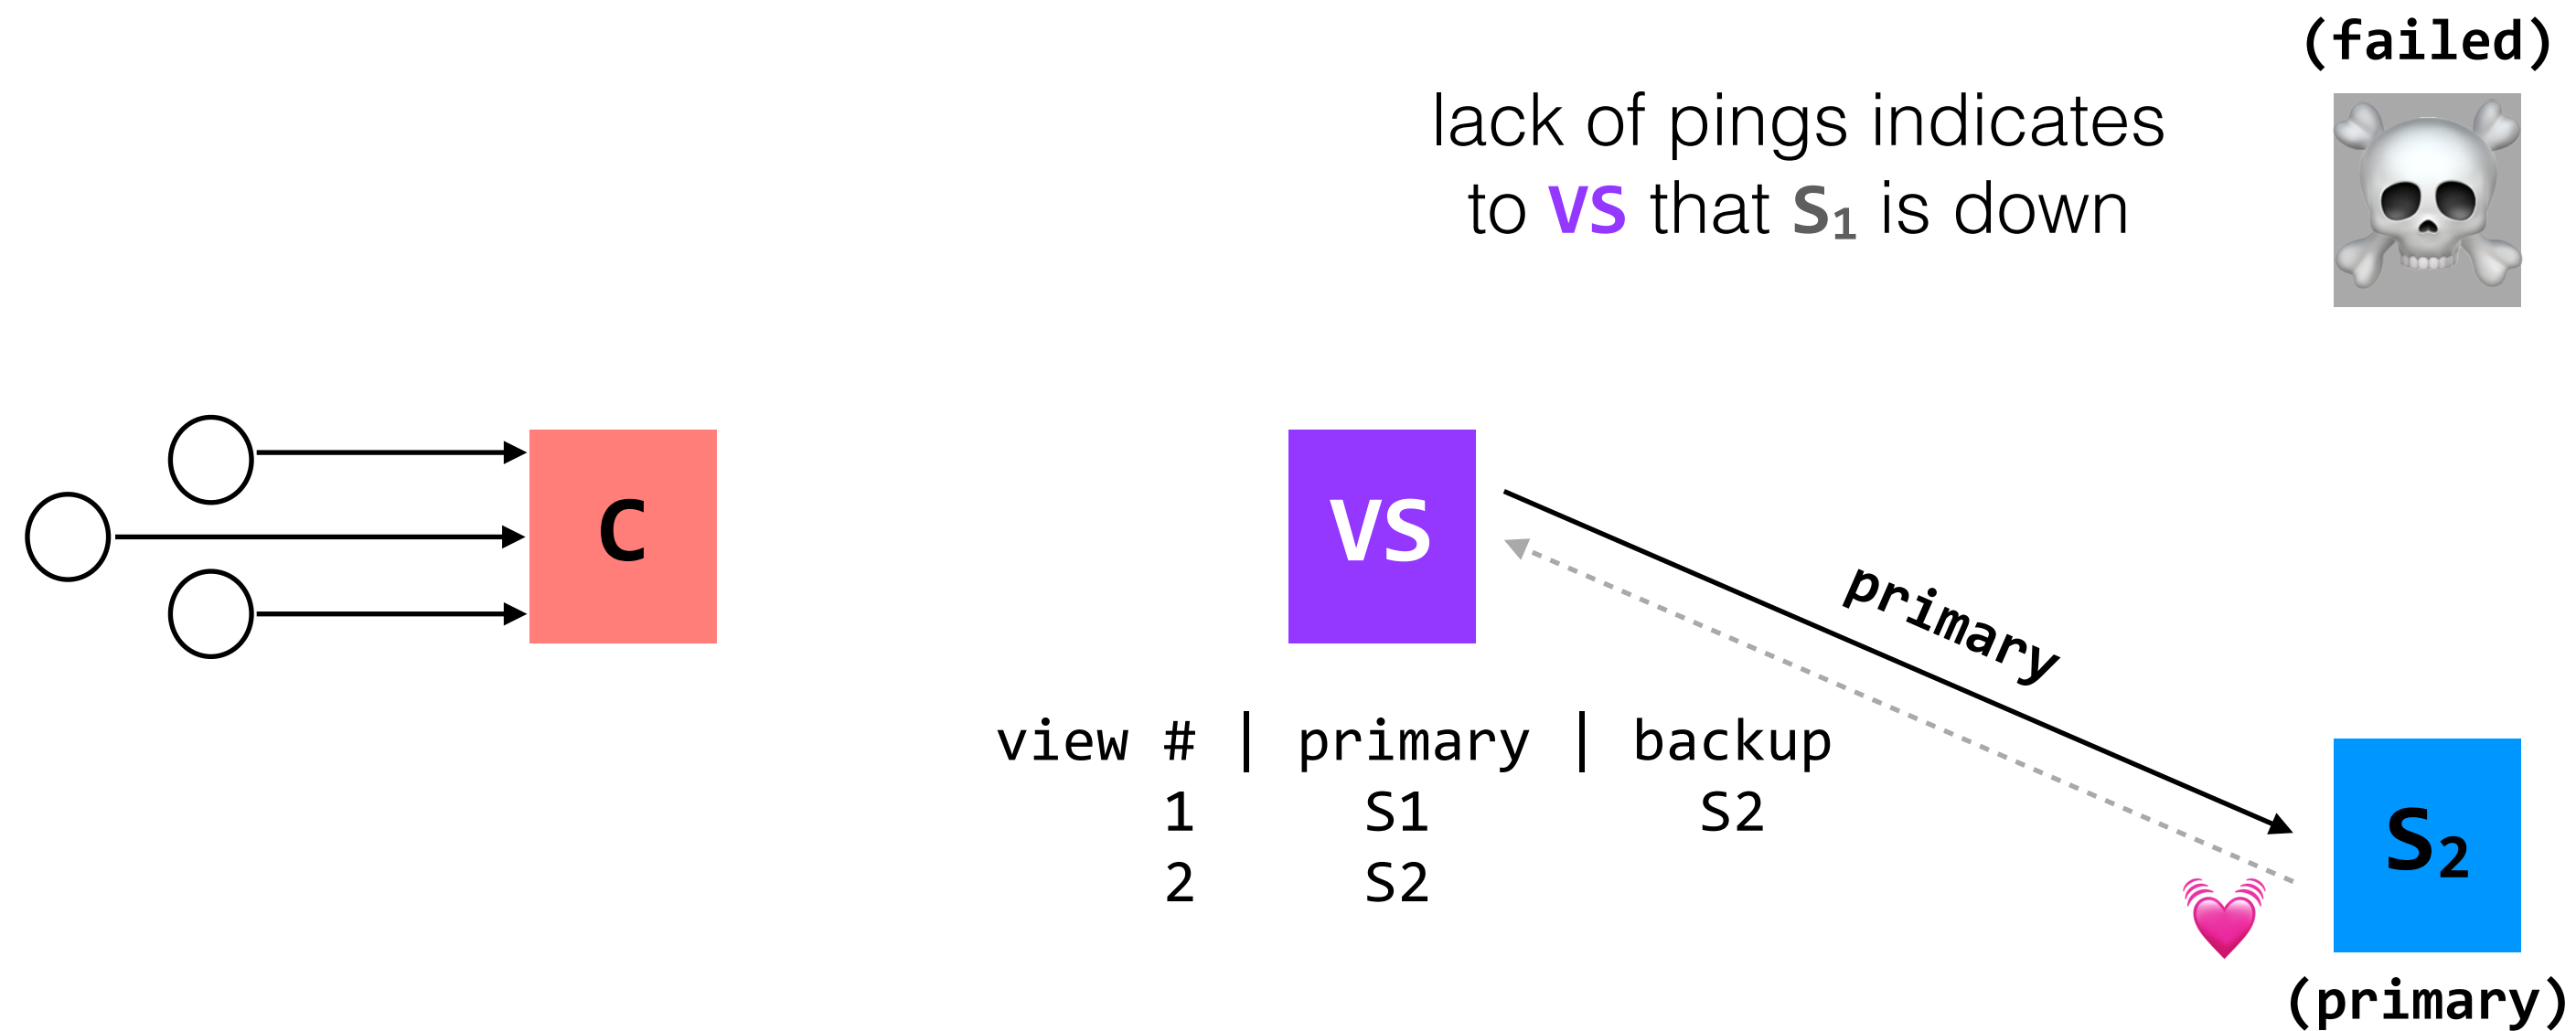 (failed)
lack of pings indicates
to VS that S₁ is down
C
VS
primary
view # | primary | backup
1 S1 S2
2 S2
S₂
(primary)